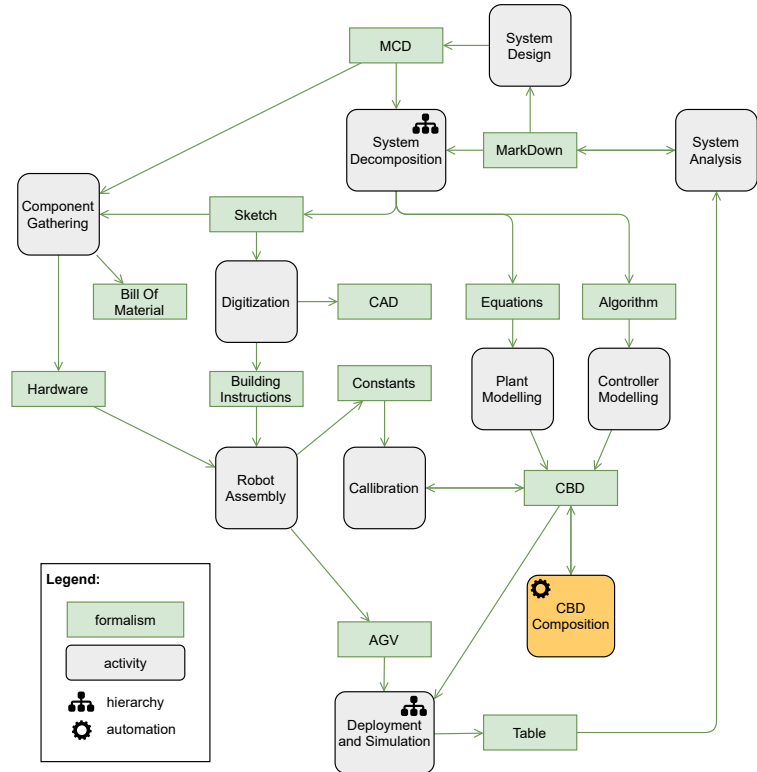 MCD
System
Design
System
Decomposition
MarkDown
System
Analysis
Component
Gathering
Sketch
Bill Of
Material
Digitization
CAD
Equations
Algorithm
Hardware
Building
Instructions
Constants
Plant
Modelling
Controller
Modelling
Robot
Assembly
Callibration
CBD
CBD
Composition
Legend:
formalism
activity
hierarchy
automation
AGV
Deployment
and Simulation
Table